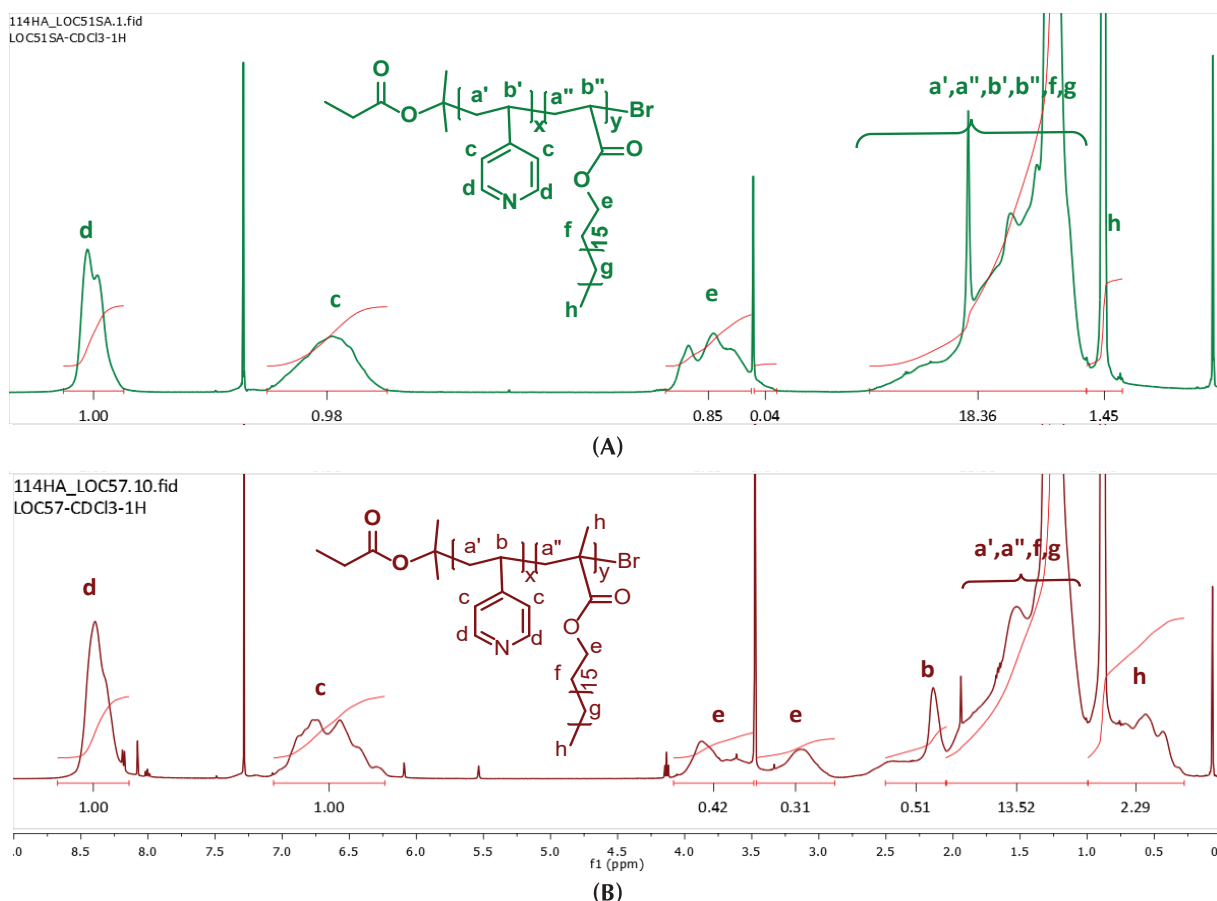 114HA_LOC51SA.1.fid
LOC51SA-CDCl3-1H
O
O
a' b' a" b"
x y Br
c c O
d d O
N e
f 15
g
h
d
c
e
a',a",b',b",f,g
h
1.00 0.98 0.85 0.04 18.36 1.45
(A)
114HA_LOC57.10.fid
LOC57-CDCl3-1H
O h
O
a' b a"
x y Br
c c O
d d O
N e
f 15
g
h
d
c
e e
b
a',a",f,g
h
1.00 1.00 0.42 0.31 0.51 13.52 2.29
.0 8.5 8.0 7.5 7.0 6.5 6.0 5.5 5.0 4.5 4.0 3.5 3.0 2.5 2.0 1.5 1.0 0.5 0
f1 (ppm)
(B)